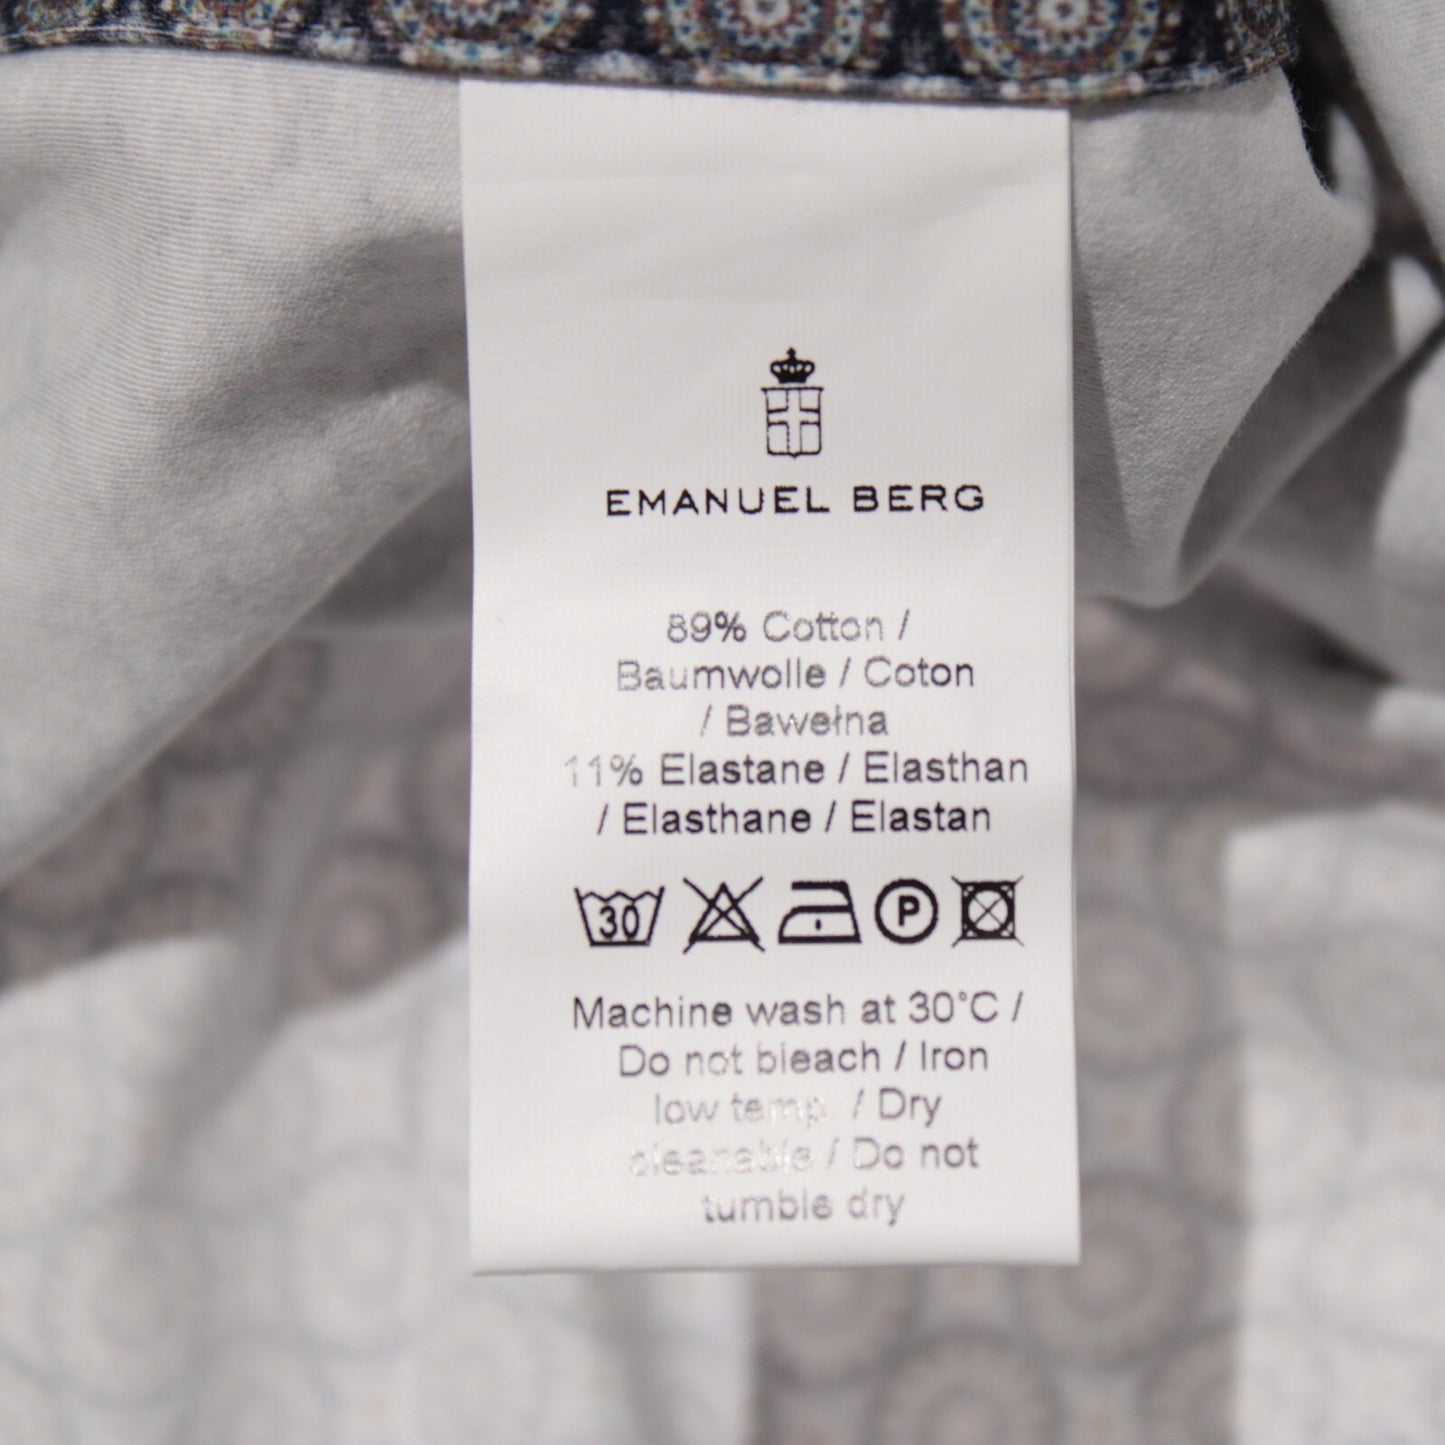 EMANUEL BERG
89% Cotton /
Baumwolle / Coton
/ Bawełna
11% Elastane / Elasthan
/ Elasthane / Elastan
30 P
Machine wash at 30°C /
Do not bleach / Iron
low temp. / Dry
cleanable / Do not
tumble dry